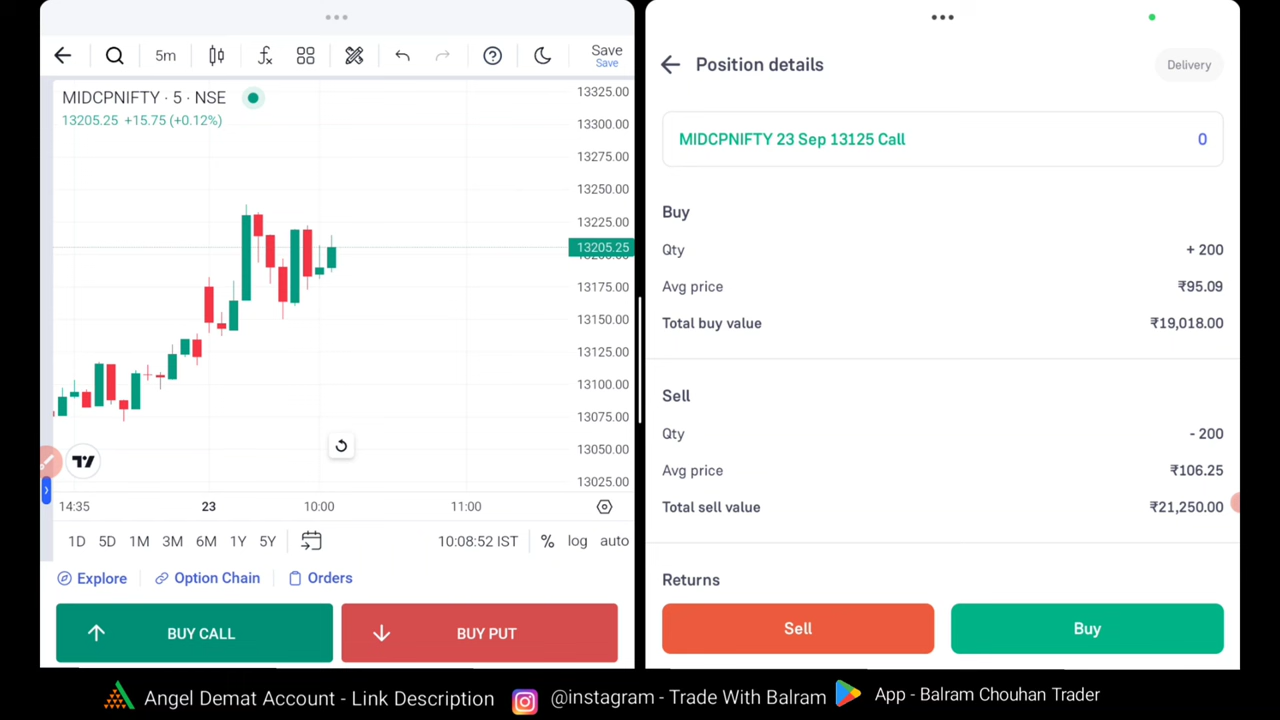 5m
Save
Save
MIDCPNIFTY · 5 · NSE
13205.25 +15.75 (+0.12%)
13325.00
13300.00
13275.00
13250.00
13225.00
13205.25
13175.00
13150.00
13125.00
13100.00
13075.00
13050.00
13025.00
14:35 23 10:00 11:00
1D 5D 1M 3M 6M 1Y 5Y 10:08:52 IST % log auto
Explore Option Chain Orders
BUY CALL BUY PUT
Position details Delivery
MIDCPNIFTY 23 Sep 13125 Call 0
Buy
Qty + 200
Avg price ₹95.09
Total buy value ₹19,018.00
Sell
Qty - 200
Avg price ₹106.25
Total sell value ₹21,250.00
Returns
Sell Buy
Angel Demat Account - Link Description @instagram - Trade With Balram App - Balram Chouhan Trader